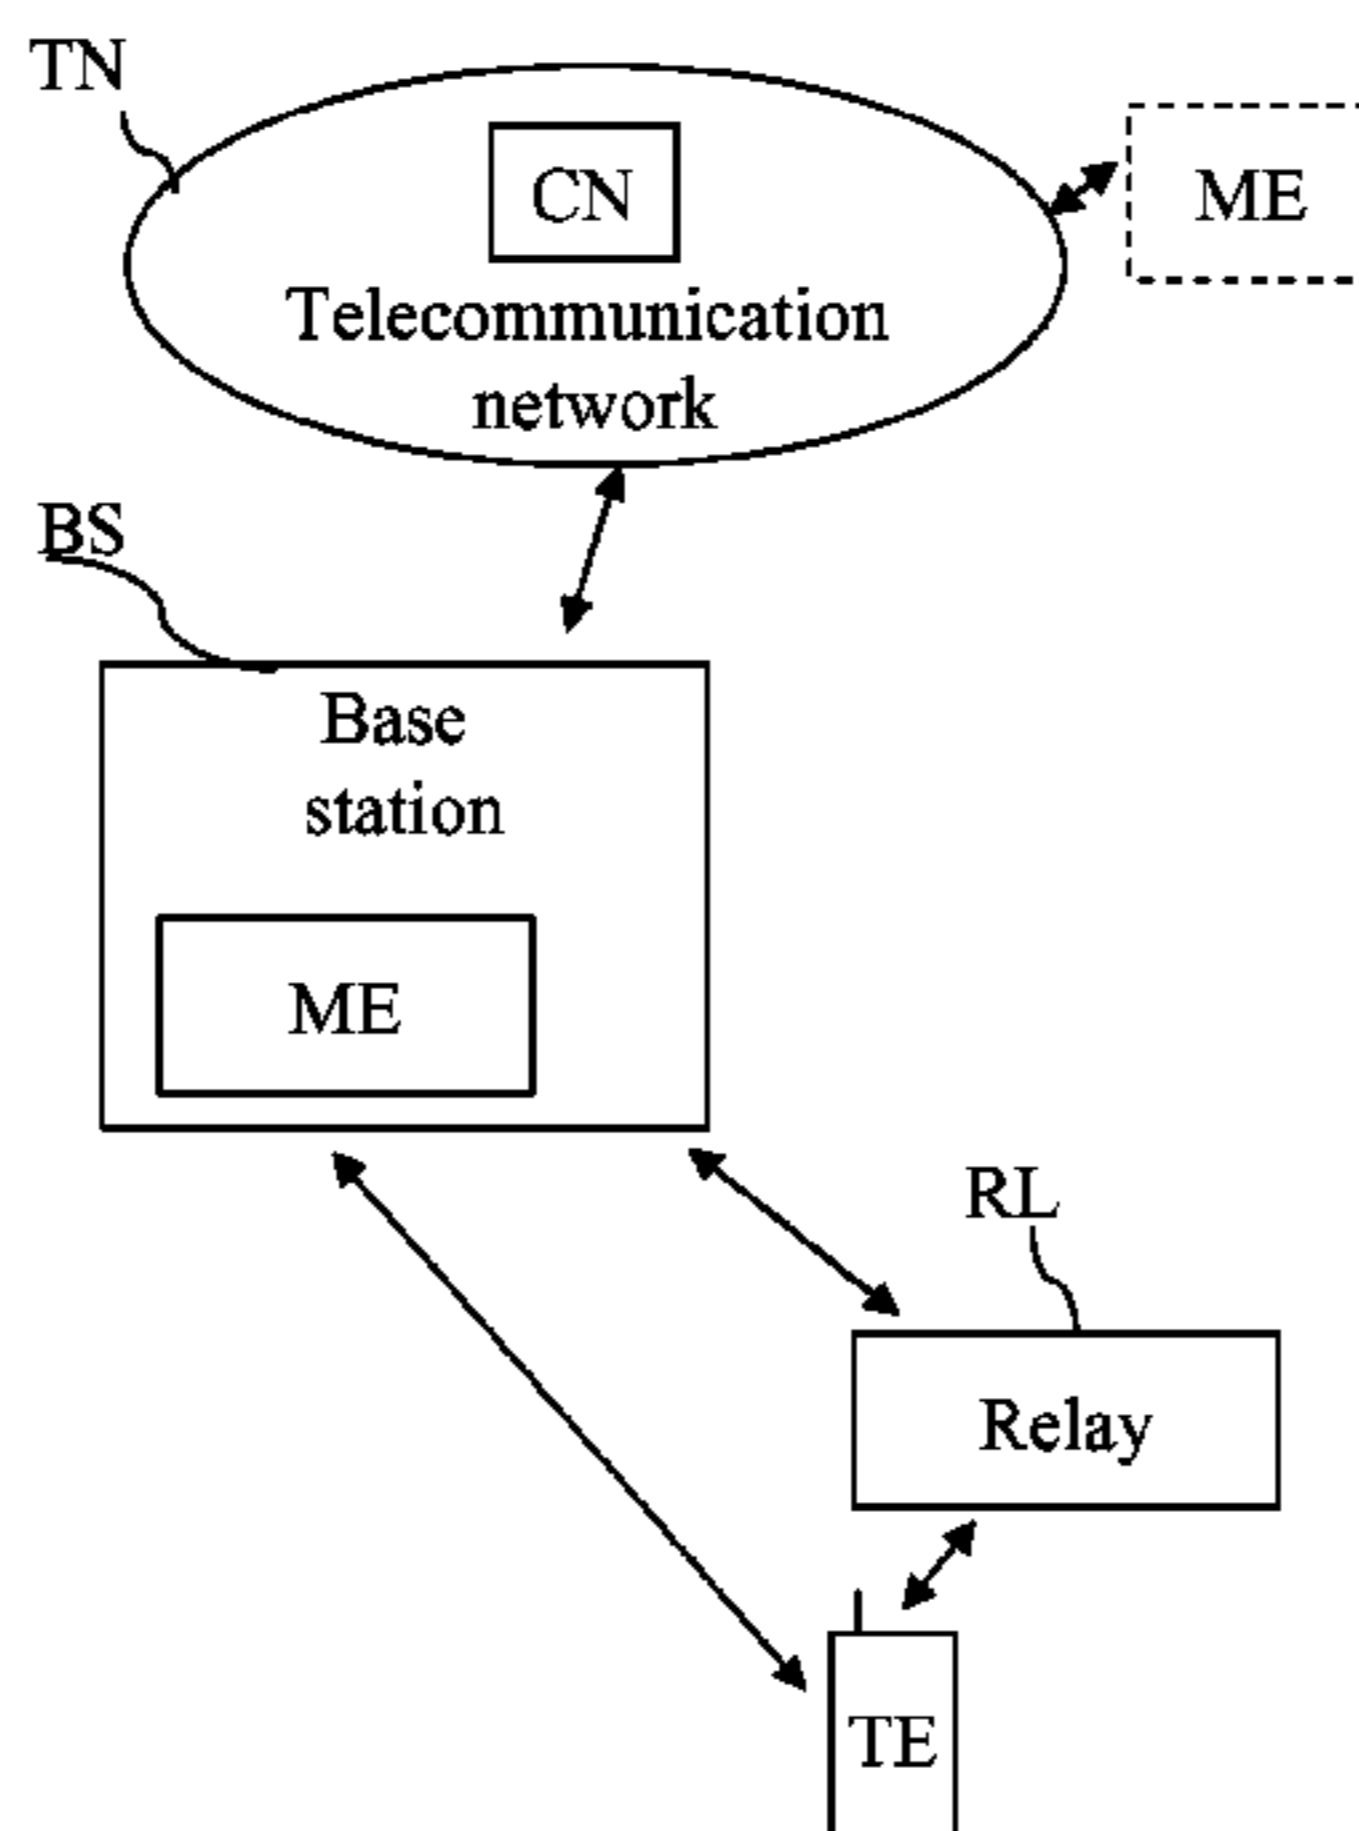 TN
CN
ME
Telecommunication
network
BS
Base
station
ME
RL
Relay
TE